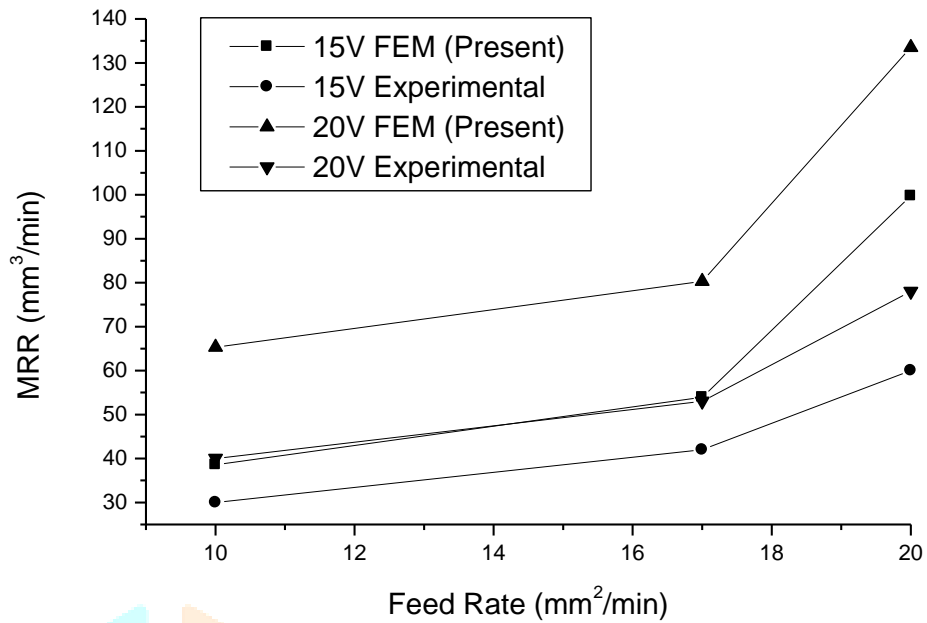 140
130
120
110
100
90
80
70
60
50
40
30
MRR (mm³/min)
15V FEM (Present)
15V Experimental
20V FEM (Present)
20V Experimental
10 12 14 16 18 20
Feed Rate (mm²/min)